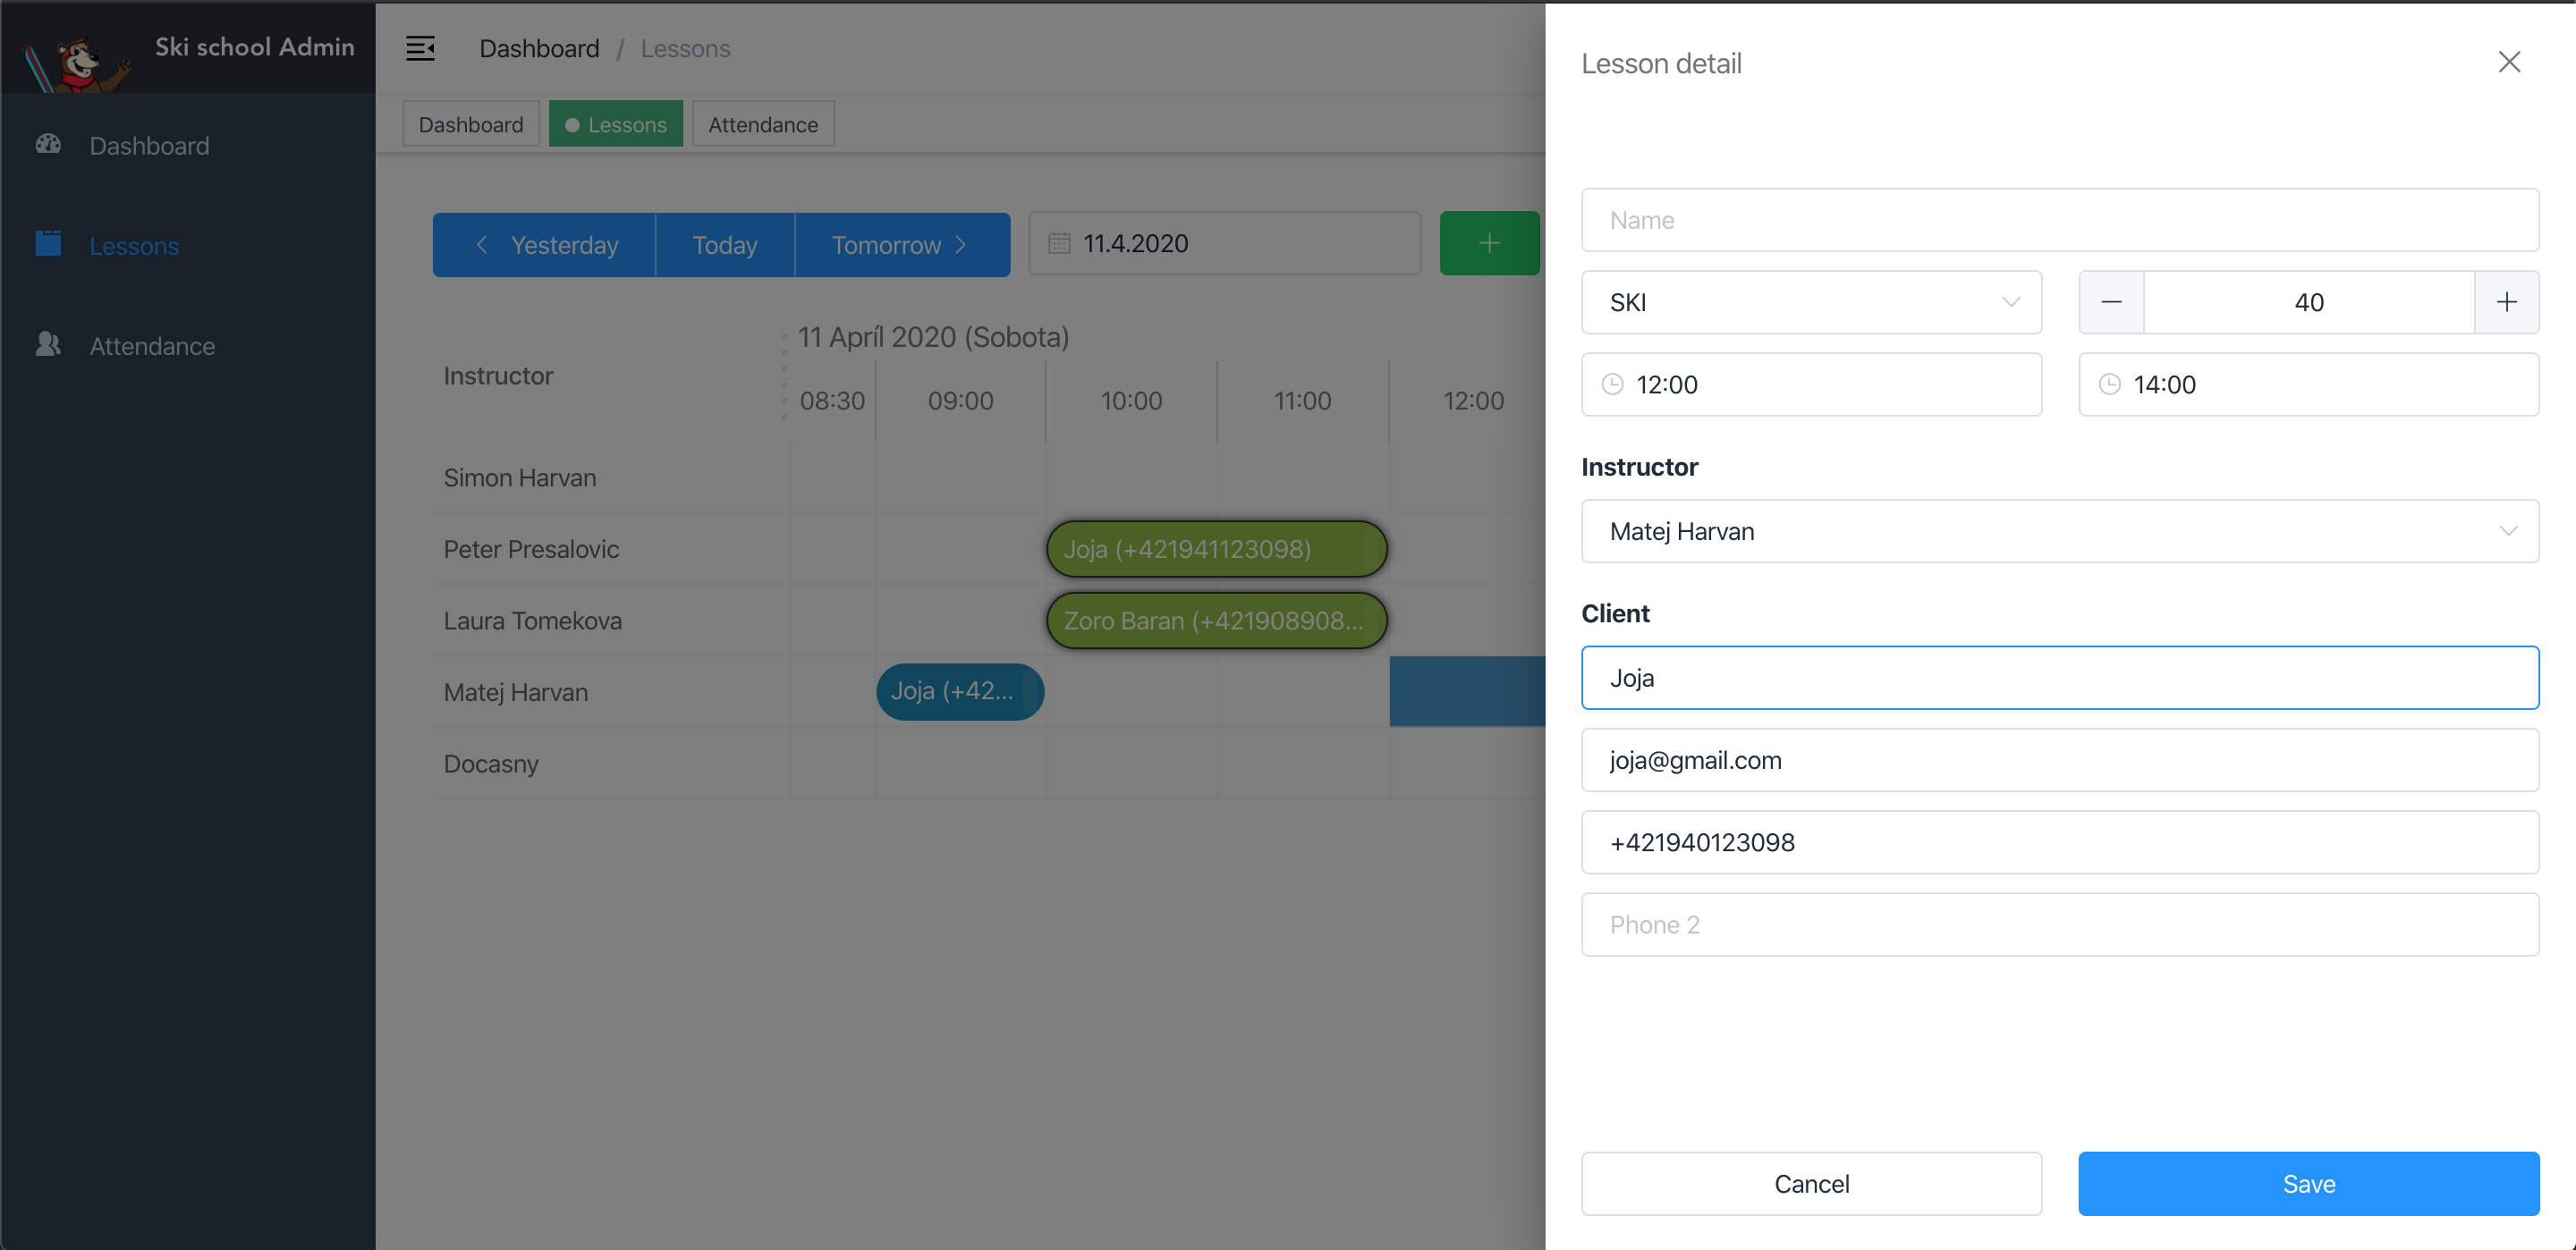 Ski school Admin
Dashboard
Lessons
Attendance
Dashboard / Lessons
Dashboard
Lessons
Attendance
Yesterday
Today
Tomorrow
11.4.2020
+
Instructor
11 Apríl 2020 (Sobota)
08:30
09:00
10:00
11:00
12:00
Simon Harvan
Peter Presalovic
Joja (+421941123098)
Laura Tomekova
Zoro Baran (+421908908...
Matej Harvan
Joja (+42...
Docasny
Lesson detail
Name
SKI
40
12:00
14:00
Instructor
Matej Harvan
Client
Joja
joja@gmail.com
+421940123098
Phone 2
Cancel
Save